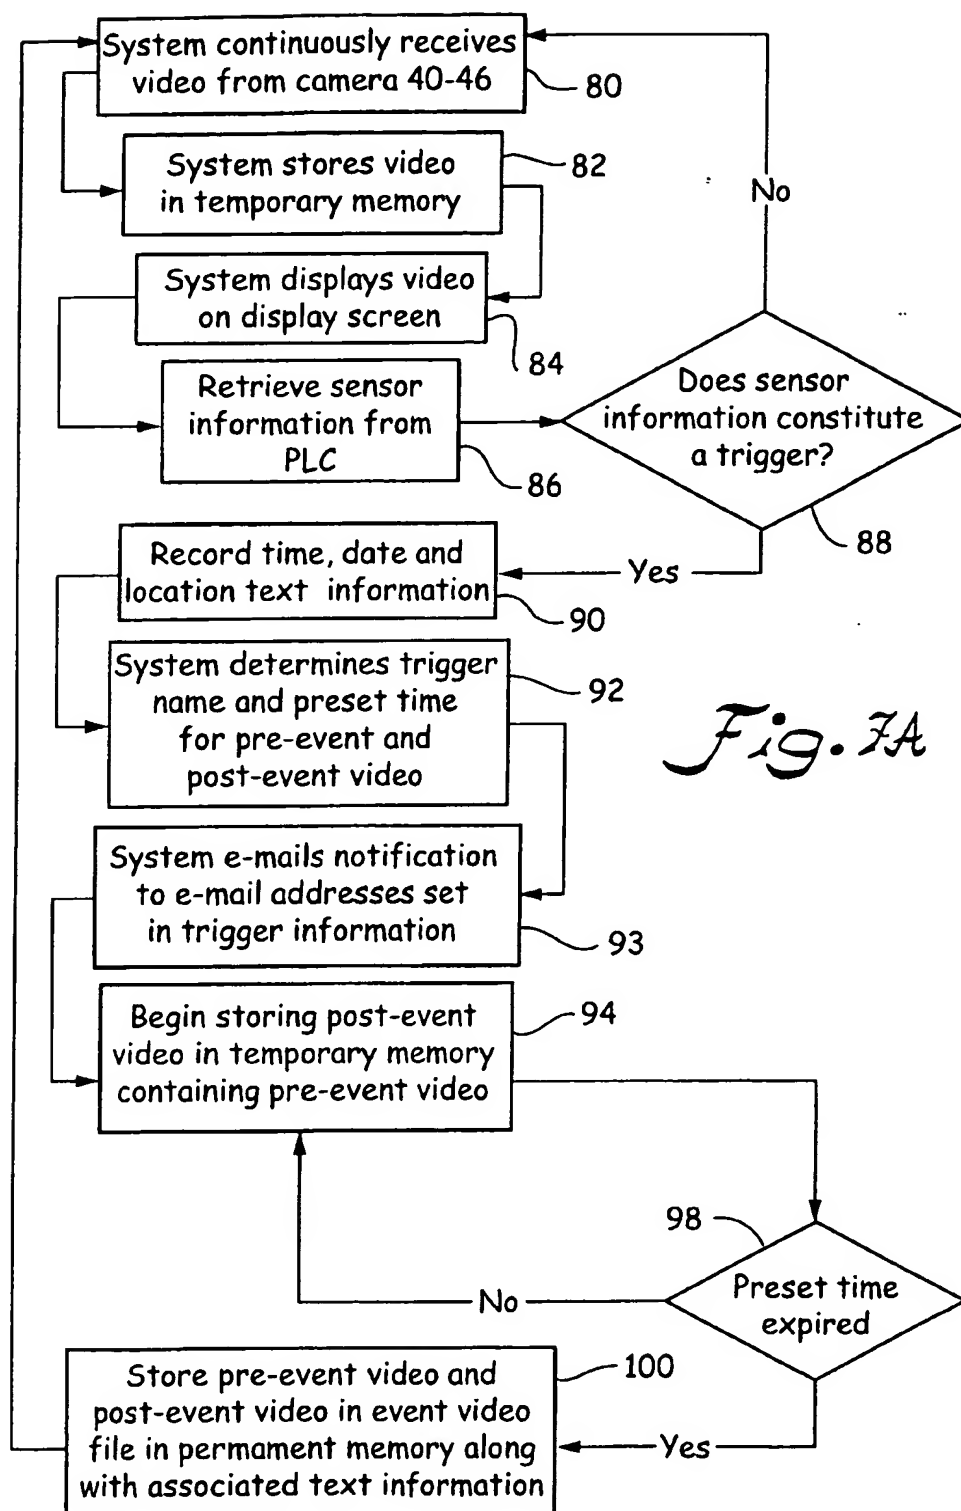 System continuously receives
video from camera 40-46
80
System stores video
in temporary memory
82
No
System displays video
on display screen
84
Retrieve sensor
information from
PLC
86
Does sensor
information constitute
a trigger?
88
Yes
Record time, date and
location text information
90
System determines trigger
name and preset time
for pre-event and
post-event video
92
Fig. 7A
System e-mails notification
to e-mail addresses set
in trigger information
93
Begin storing post-event
video in temporary memory
containing pre-event video
94
98
Preset time
expired
No
Yes
Store pre-event video and
post-event video in event video
file in permament memory along
with associated text information
100